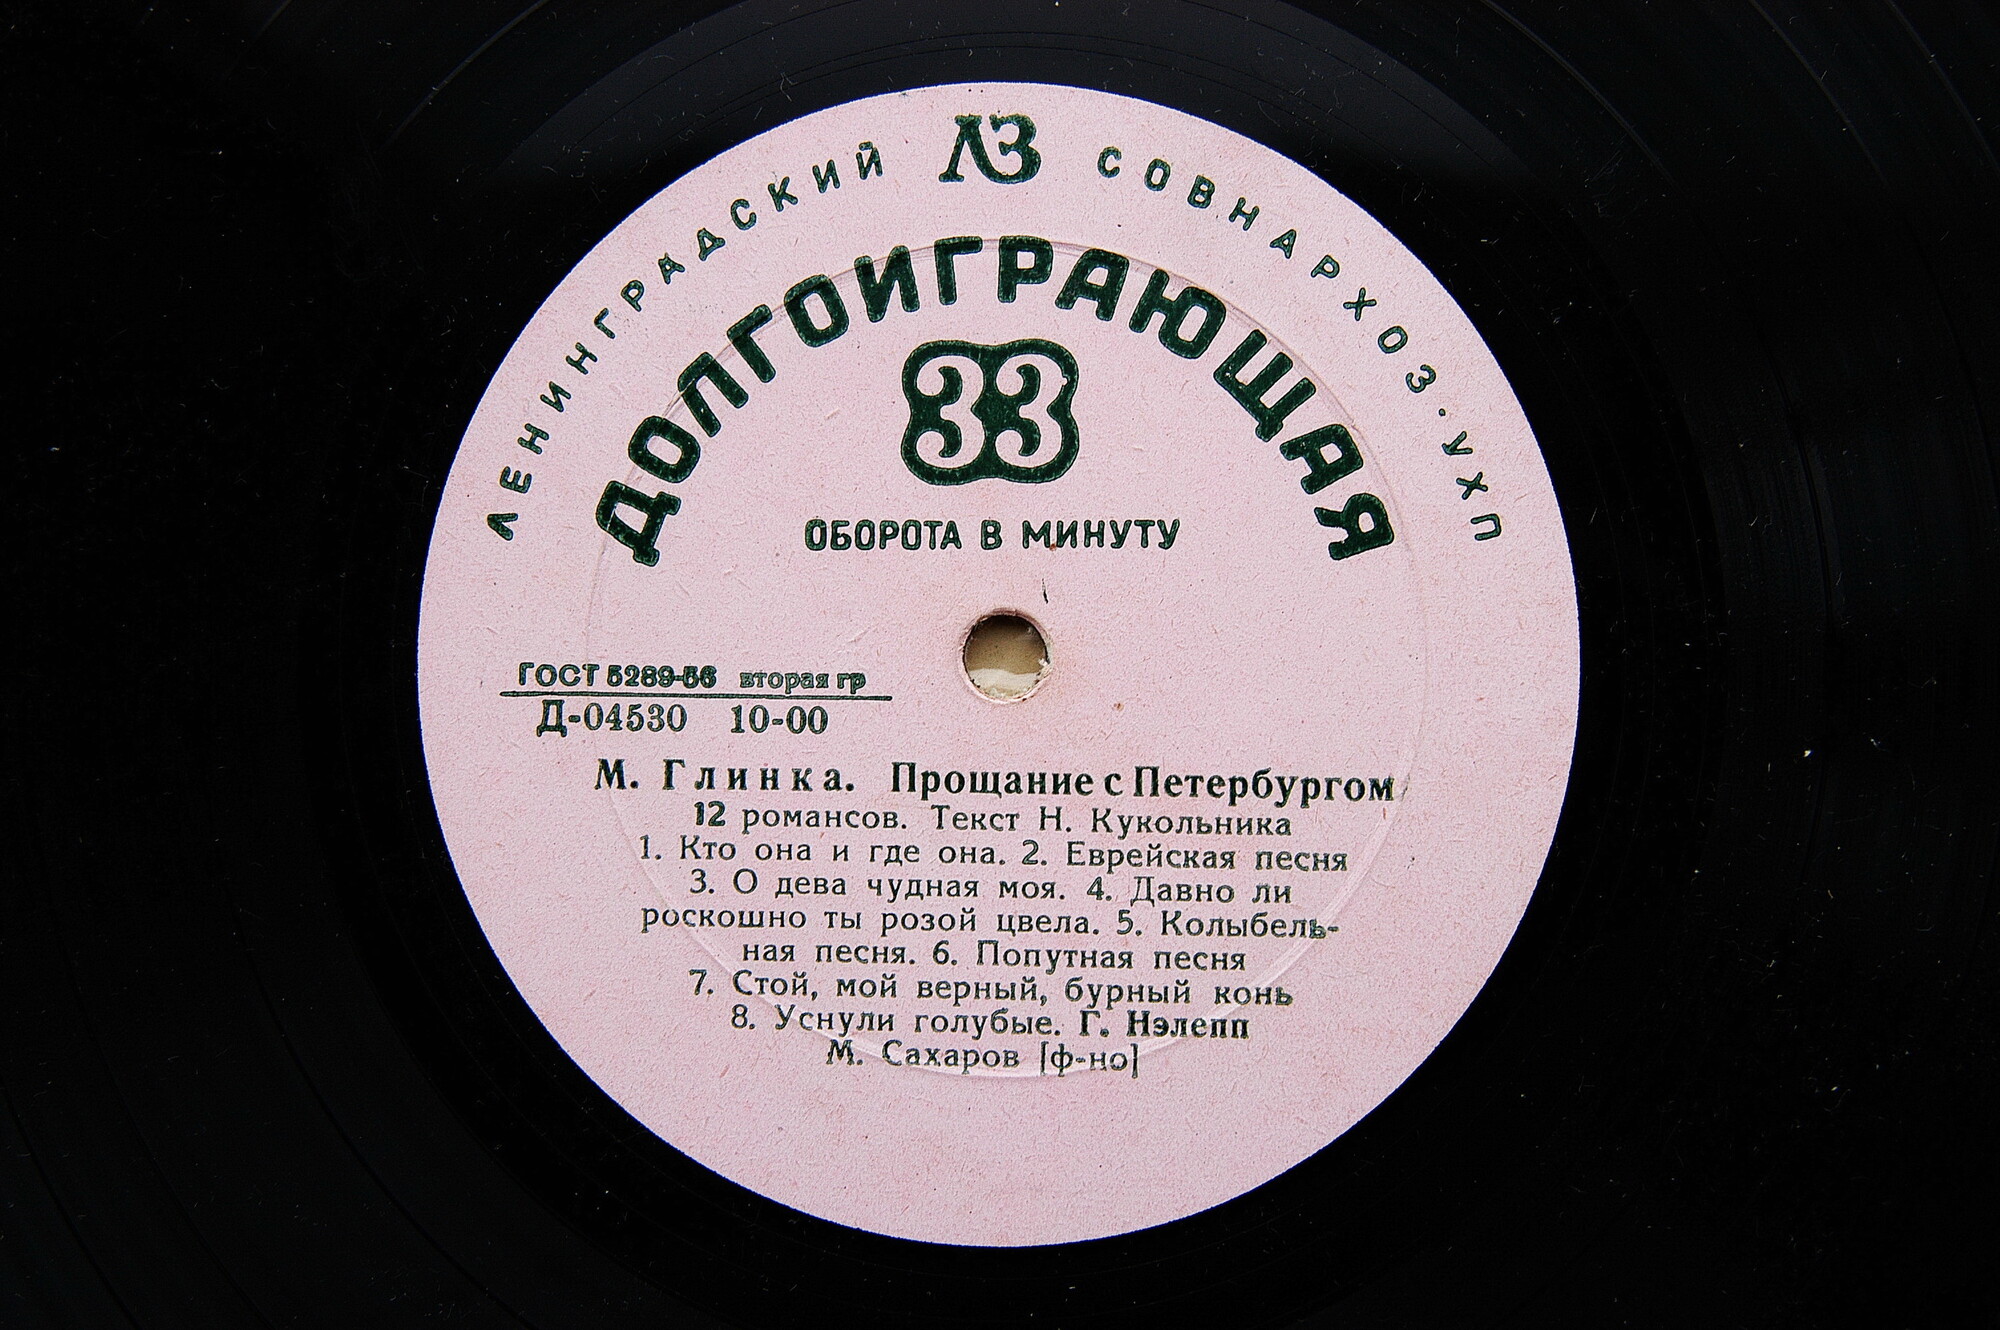 ЛЕНИНГРАДСКИЙ ЛЗ СОВНАРХОЗ·УХП
ДОЛГОИГРАЮЩАЯ
33
ОБОРОТА В МИНУТУ
ГОСТ 5289-56 вторая гр
Д-04530 10-00
М. Глинка. Прощание с Петербургом
12 романсов. Текст Н. Кукольника
1. Кто она и где она. 2. Еврейская песня
3. О дева чудная моя. 4. Давно ли
роскошно ты розой цвела. 5. Колыбель-
ная песня. 6. Попутная песня
7. Стой, мой верный, бурный конь
8. Уснули голубые. Г. Нэлепп
М. Сахаров [ф-но]